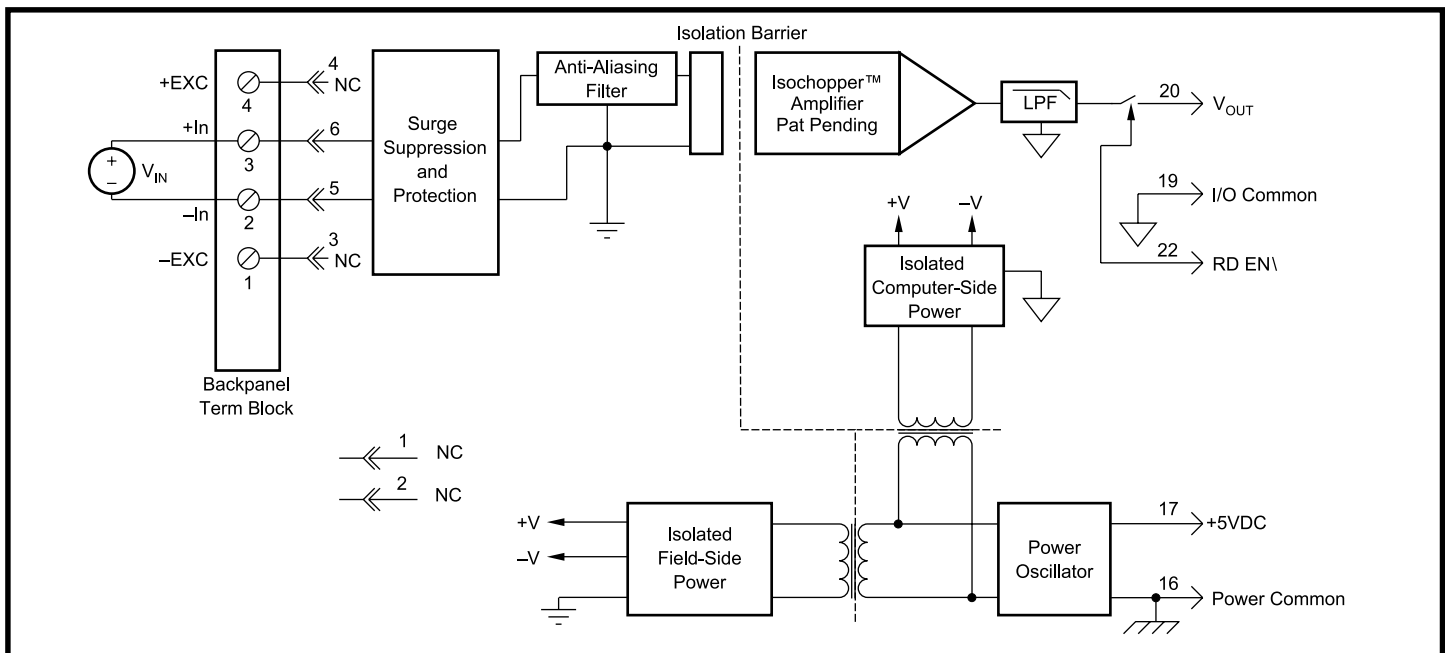 Isolation Barrier
+EXC
4
4
NC
+In
3
6
+
–
V_IN
5
–In
2
3
–EXC
1
NC
Backpanel
Term Block
Surge
Suppression
and
Protection
Anti-Aliasing
Filter
Isochopper™
Amplifier
Pat Pending
LPF
20
V_OUT
19
I/O Common
22
RD EN\
+V
–V
Isolated
Computer-Side
Power
1
NC
2
NC
+V
–V
Isolated
Field-Side
Power
Power
Oscillator
17
+5VDC
16
Power Common